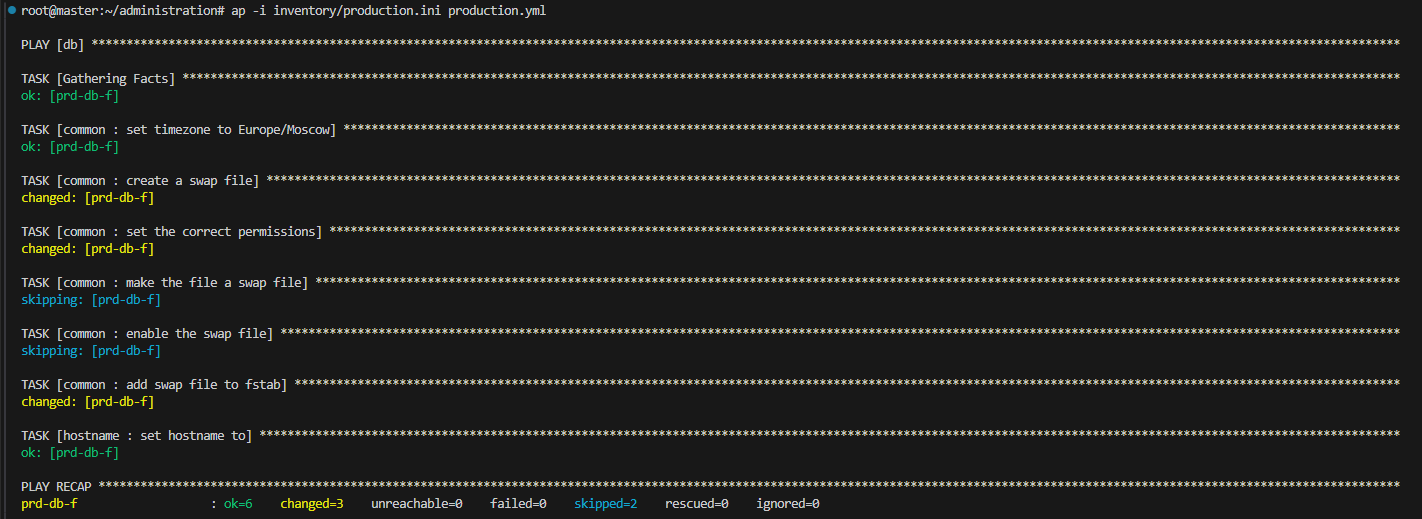 root@master:~/administration# ap -i inventory/production.ini production.yml
PLAY [db] ******************************************************************************************************************************************************************************************
TASK [Gathering Facts] *****************************************************************************************************************************************************************************
ok: [prd-db-f]
TASK [common : set timezone to Europe/Moscow] ******************************************************************************************************************************************************
ok: [prd-db-f]
TASK [common : create a swap file] *****************************************************************************************************************************************************************
changed: [prd-db-f]
TASK [common : set the correct permissions] ********************************************************************************************************************************************************
changed: [prd-db-f]
TASK [common : make the file a swap file] **********************************************************************************************************************************************************
skipping: [prd-db-f]
TASK [common : enable the swap file] ***************************************************************************************************************************************************************
skipping: [prd-db-f]
TASK [common : add swap file to fstab] *************************************************************************************************************************************************************
changed: [prd-db-f]
TASK [hostname : set hostname to] ******************************************************************************************************************************************************************
ok: [prd-db-f]
PLAY RECAP *****************************************************************************************************************************************************************************************
prd-db-f                   : ok=6    changed=3    unreachable=0    failed=0    skipped=2    rescued=0    ignored=0